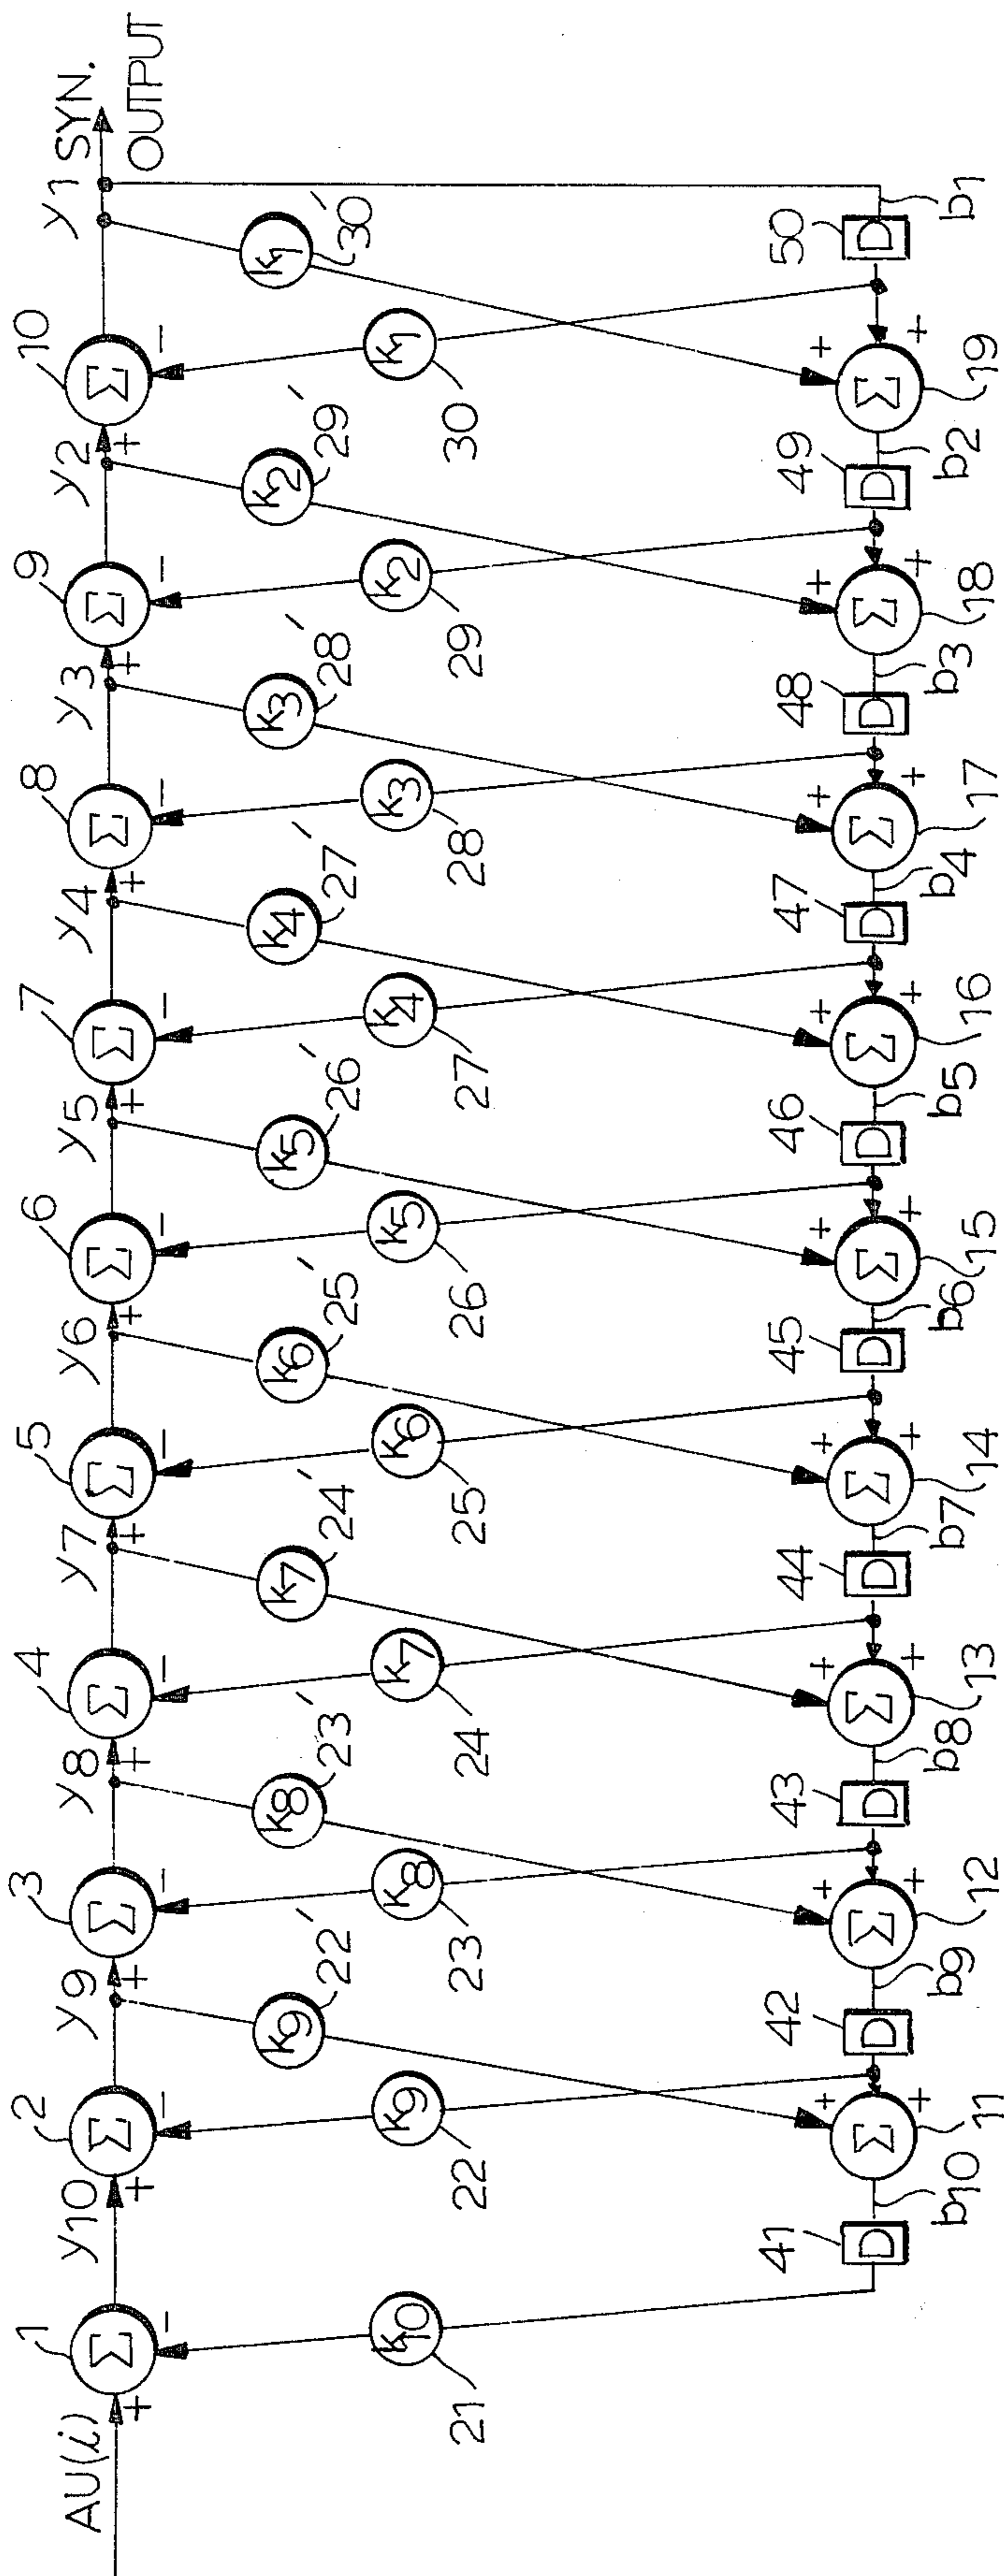 AU(i)
y10 y9 y8 y7 y6 y5 y4 y3 y2 y1 SYN.
OUTPUT
1 2 3 4 5 6 7 8 9 10
Σ Σ Σ Σ Σ Σ Σ Σ Σ Σ
+ + + + + + + + + +
− − − − − − − − − −
22' 23' 24' 25' 26' 27' 28' 29' 30'
k9 k8 k7 k6 k5 k4 k3 k2 k1
k10 k9 k8 k7 k6 k5 k4 k3 k2 k1
21 22 23 24 25 26 27 28 29 30
41 42 43 44 45 46 47 48 49 50
+ + + + + + + + +
D Σ D Σ D Σ D Σ D Σ D Σ D Σ D Σ D Σ D
+ + + + + + + + +
b10 b9 b8 b7 b6 b5 b4 b3 b2 b1
11 12 13 14 15 16 17 18 19